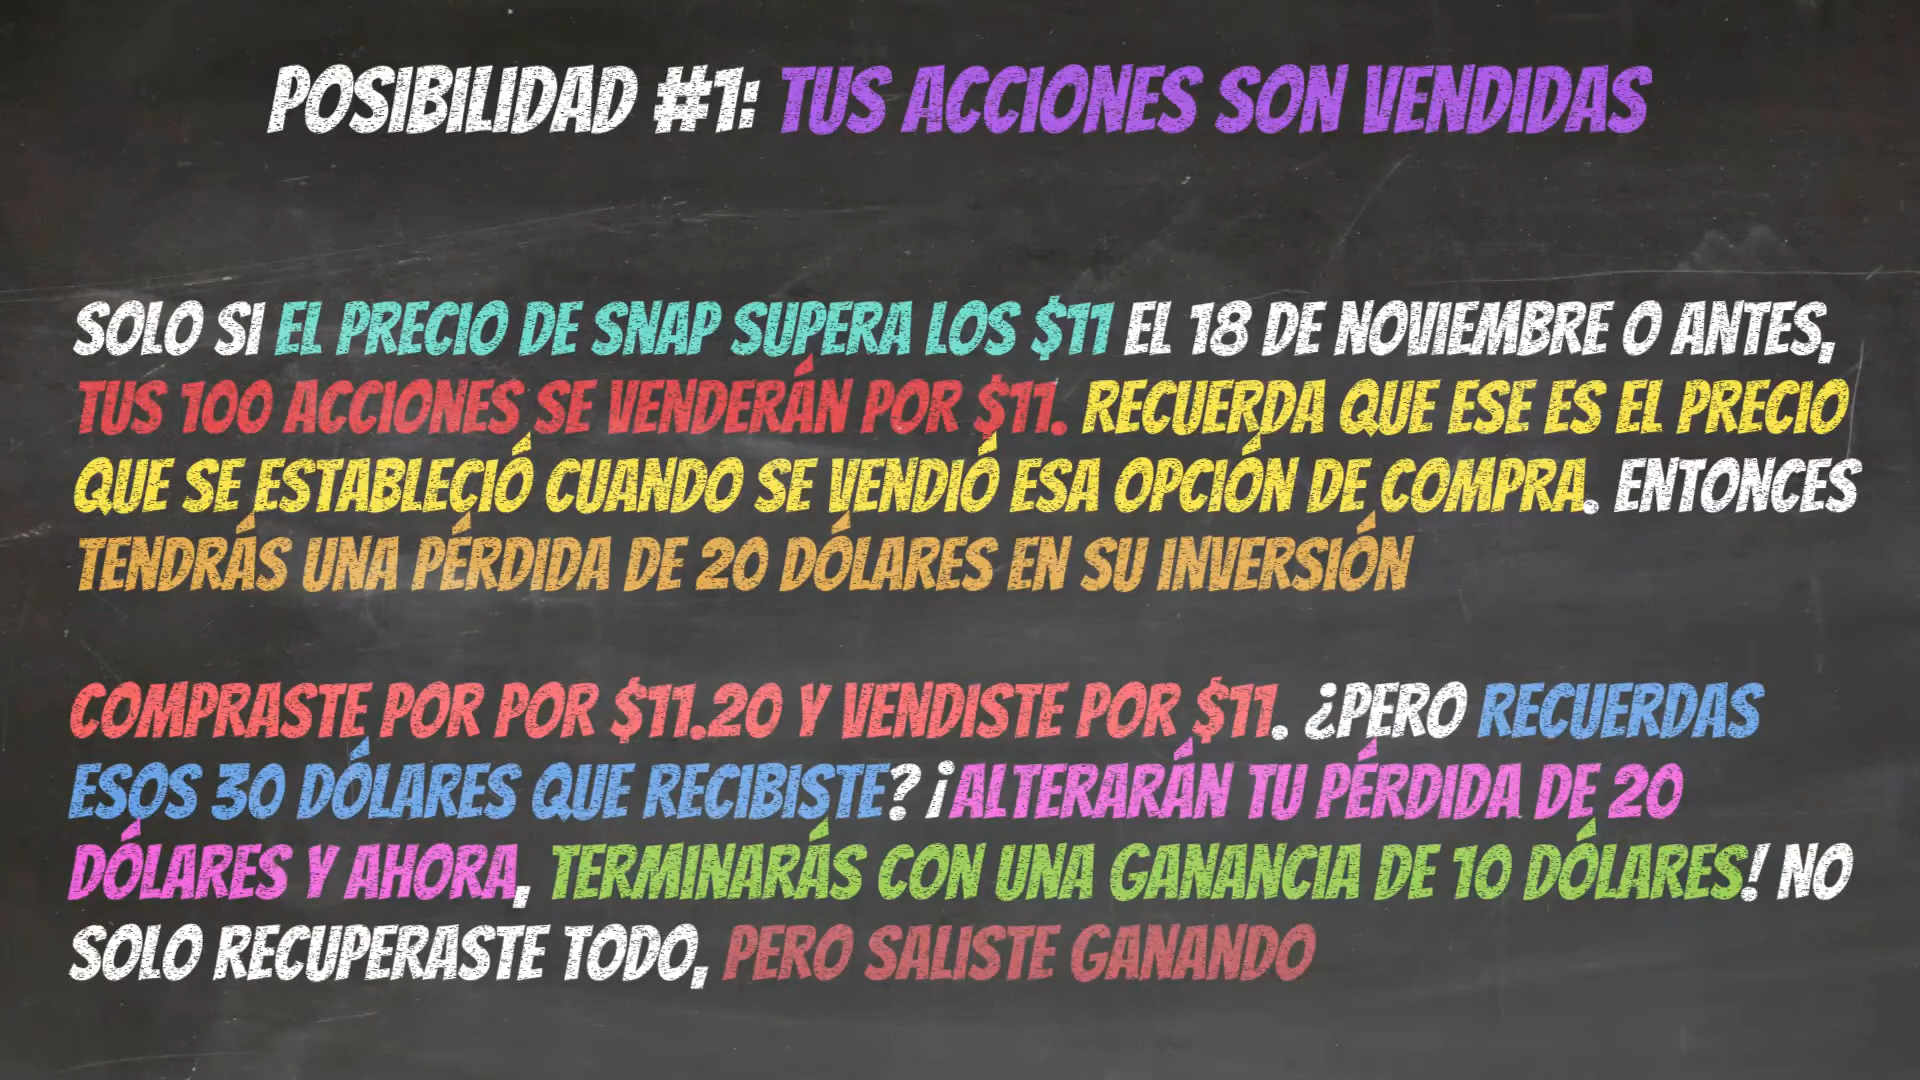 POSIBILIDAD #1: TUS ACCIONES SON VENDIDAS
SOLO SI EL PRECIO DE SNAP SUPERA LOS $11 EL 18 DE NOVIEMBRE O ANTES,
TUS 100 ACCIONES SE VENDERÁN POR $11. RECUERDA QUE ESE ES EL PRECIO
QUE SE ESTABLECIÓ CUANDO SE VENDIÓ ESA OPCIÓN DE COMPRA. ENTONCES
TENDRÁS UNA PÉRDIDA DE 20 DÓLARES EN SU INVERSIÓN
COMPRASTE POR POR $11.20 Y VENDISTE POR $11. ¿PERO RECUERDAS
ESOS 30 DÓLARES QUE RECIBISTE? ¡ALTERARÁN TU PÉRDIDA DE 20
DÓLARES Y AHORA, TERMINARÁS CON UNA GANANCIA DE 10 DÓLARES! NO
SOLO RECUPERASTE TODO, PERO SALISTE GANANDO